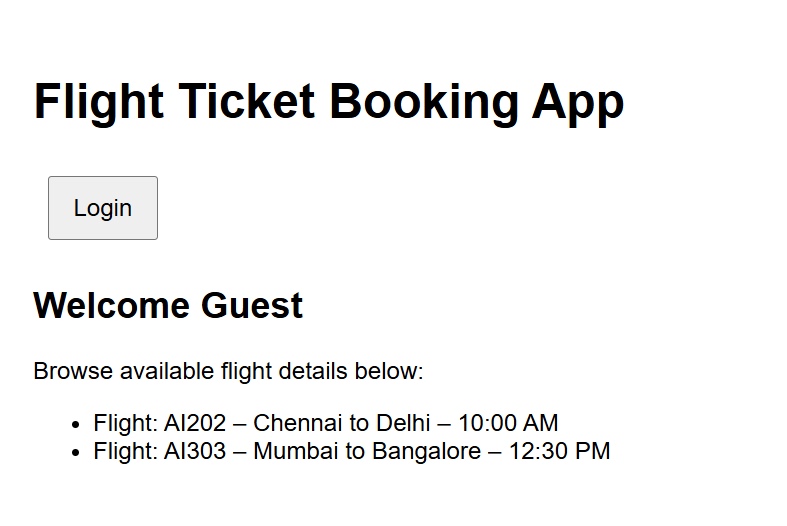 Flight Ticket Booking App
Login
Welcome Guest
Browse available flight details below:
• Flight: AI202 – Chennai to Delhi – 10:00 AM
• Flight: AI303 – Mumbai to Bangalore – 12:30 PM